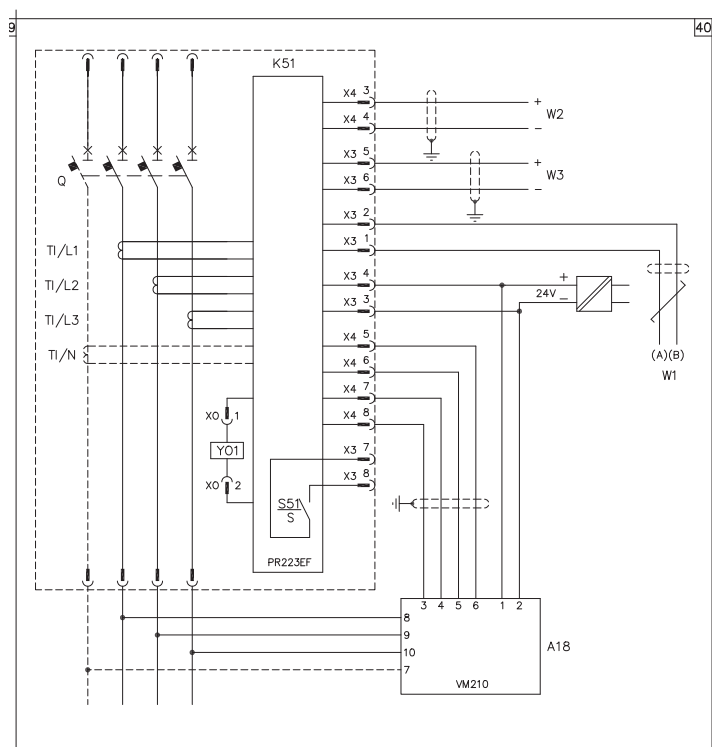 9
40
K51
X4 3
+
W2
X4 4
–
X3 5
+
W3
Q
X3 6
–
X3 2
TI/L1
X3 1
TI/L2
X3 4
+
24V –
TI/L3
X3 3
TI/N
X4 5
(A)(B)
X4 6
W1
X4 7
X0 1
X4 8
Y01
X3 7
X0 2
X3 8
S51
S
PR223EF
3 4 5 6 1 2
8
9
A18
10
7
VM210